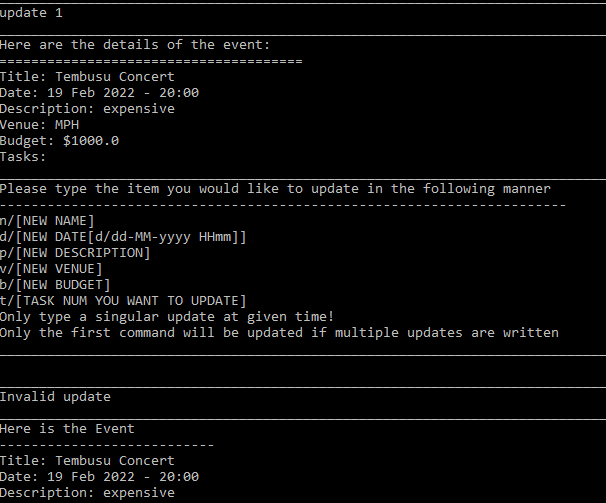 update 1
Here are the details of the event:
======================================
Title: Tembusu Concert
Date: 19 Feb 2022 - 20:00
Description: expensive
Venue: MPH
Budget: $1000.0
Tasks:
Please type the item you would like to update in the following manner
-----------------------------------------------------------------------
n/[NEW NAME]
d/[NEW DATE[d/dd-MM-yyyy HHmm]]
p/[NEW DESCRIPTION]
v/[NEW VENUE]
b/[NEW BUDGET]
t/[TASK NUM YOU WANT TO UPDATE]
Only type a singular update at given time!
Only the first command will be updated if multiple updates are written
Invalid update
Here is the Event
---------------------------
Title: Tembusu Concert
Date: 19 Feb 2022 - 20:00
Description: expensive